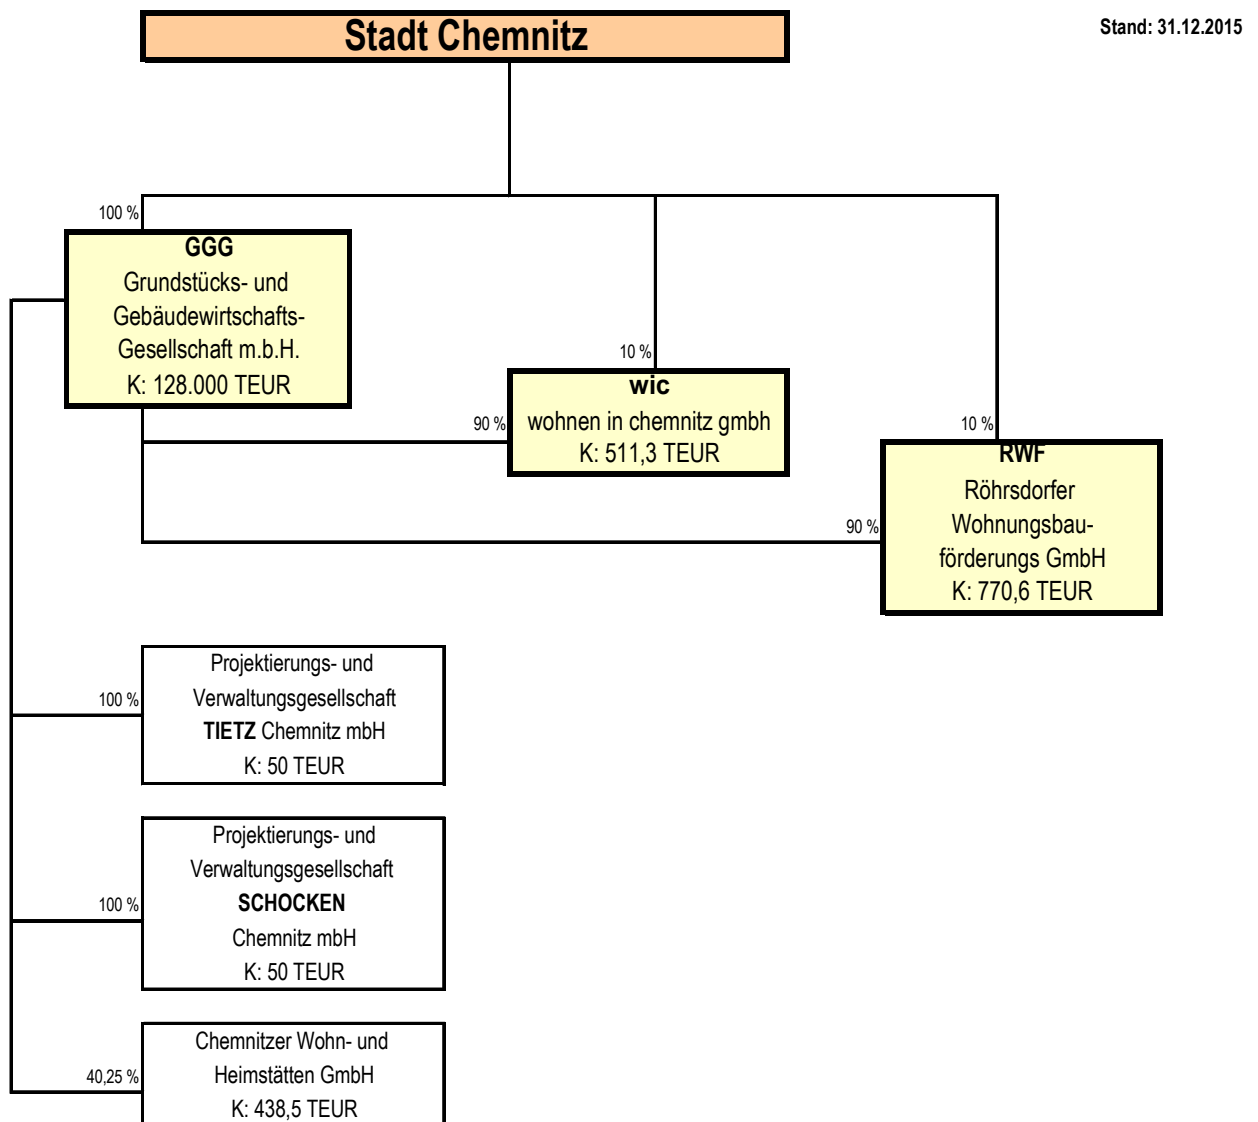 Stadt Chemnitz
Stand: 31.12.2015
100 %
GGG
Grundstücks- und
Gebäudewirtschafts-
Gesellschaft m.b.H.
K: 128.000 TEUR
10 %
wic
90 %
wohnen in chemnitz gmbh
K: 511,3 TEUR
10 %
RWF
Röhrsdorfer
Wohnungsbau-
förderungs GmbH
K: 770,6 TEUR
90 %
Projektierungs- und
Verwaltungsgesellschaft
TIETZ Chemnitz mbH
K: 50 TEUR
100 %
Projektierungs- und
Verwaltungsgesellschaft
SCHOCKEN
Chemnitz mbH
K: 50 TEUR
100 %
Chemnitzer Wohn- und
Heimstätten GmbH
K: 438,5 TEUR
40,25 %